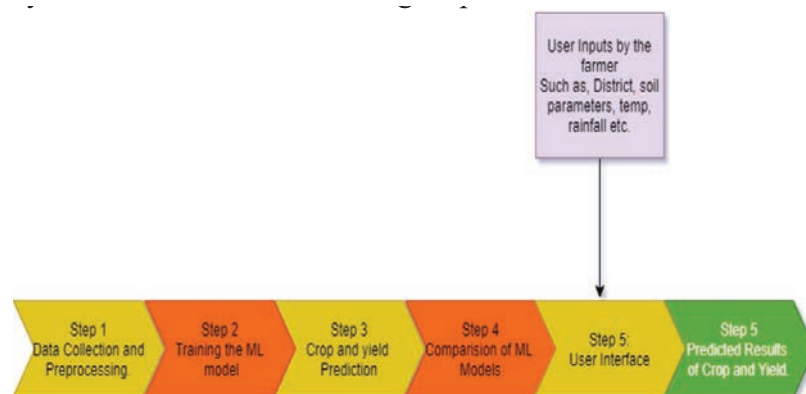 User Inputs by the
farmer
Such as, District, soil
parameters, temp,
rainfall etc.
Step 1
Data Collection and
Preprocessing.
Step 2
Training the ML
model
Step 3
Crop and yield
Prediction
Step 4
Comparision of ML
Models
Step 5:
User Interface
Step 5
Predicted Results
of Crop and Yield.